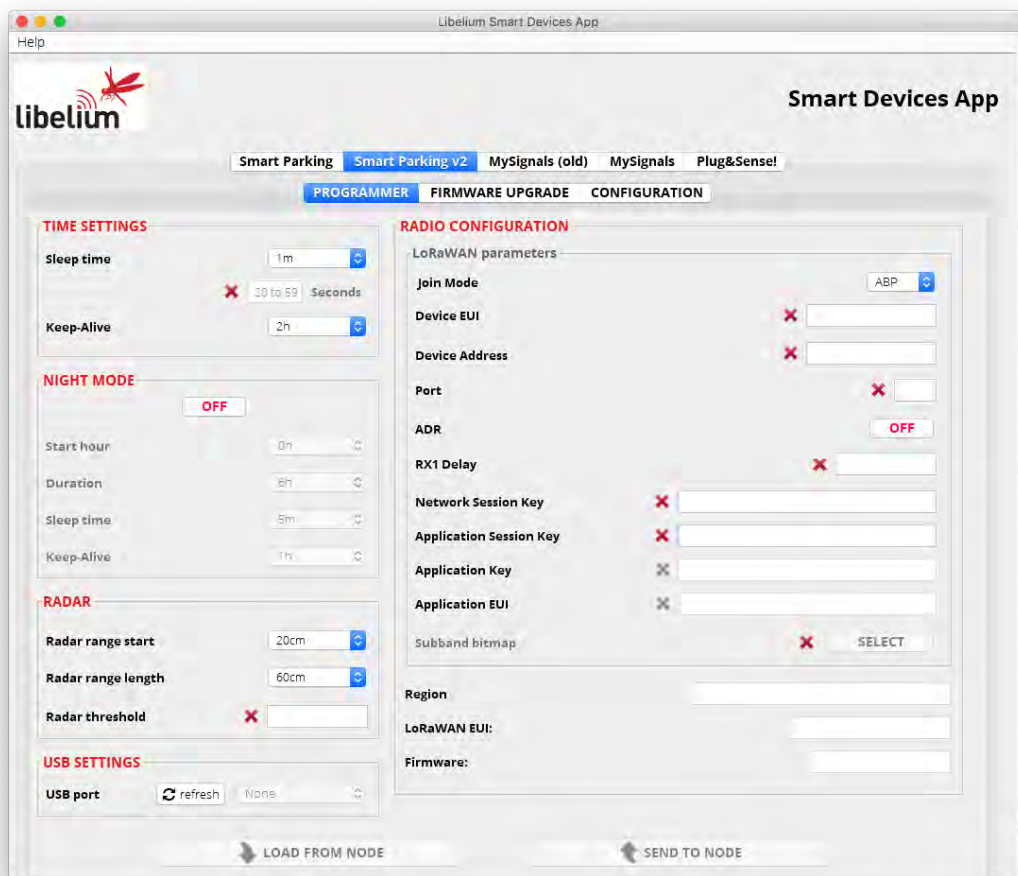 Libelium Smart Devices App
Help
libelium
Smart Devices App
Smart Parking Smart Parking v2 MySignals (old) MySignals Plug&Sense!
PROGRAMMER FIRMWARE UPGRADE CONFIGURATION
TIME SETTINGS
Sleep time 1m
20 to 59 Seconds
Keep-Alive 2h
NIGHT MODE
OFF
Start hour 0h
Duration 6h
Sleep time 5m
Keep-Alive 1h
RADAR
Radar range start 20cm
Radar range length 60cm
Radar threshold
USB SETTINGS
USB port refresh None
RADIO CONFIGURATION
LoRaWAN parameters
Join Mode ABP
Device EUI
Device Address
Port
ADR OFF
RX1 Delay
Network Session Key
Application Session Key
Application Key
Application EUI
Subband bitmap SELECT
Region
LoRaWAN EUI:
Firmware:
LOAD FROM NODE SEND TO NODE